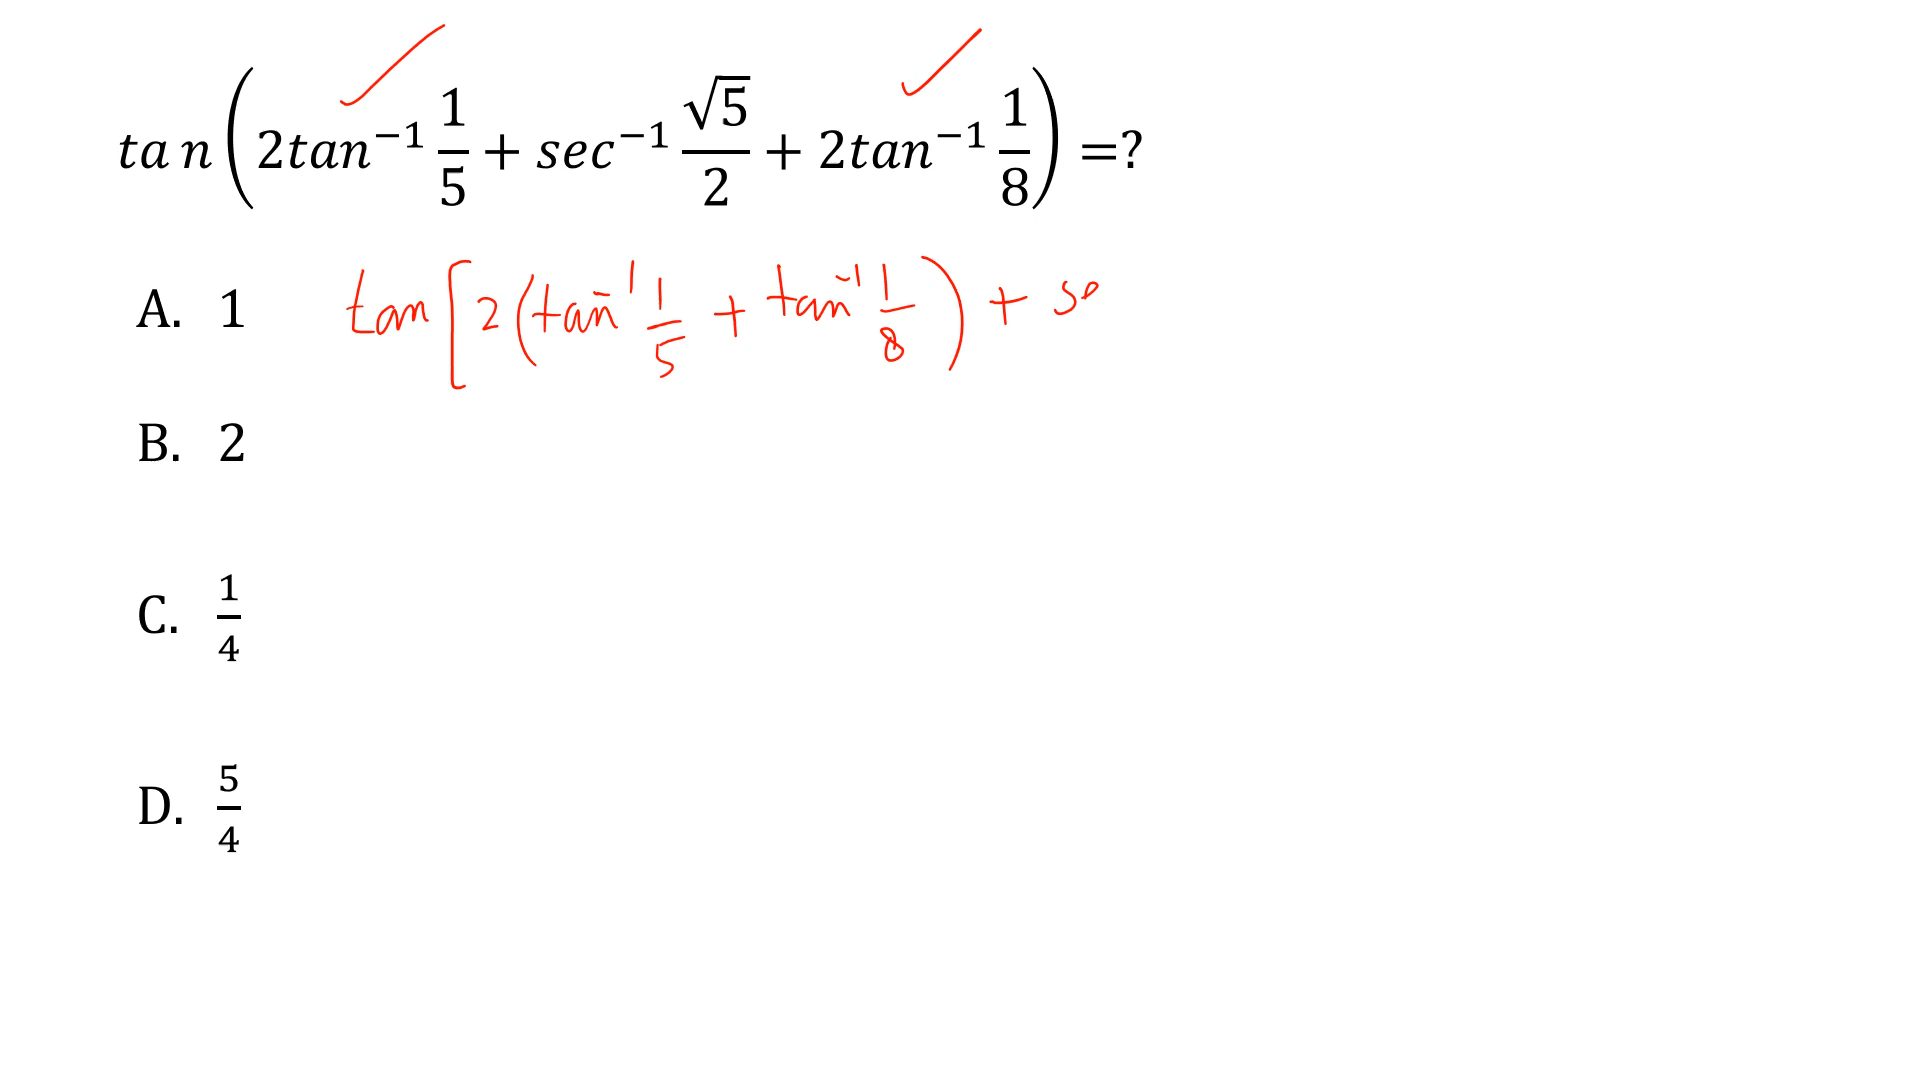 tan(2tan⁻¹ 1/5 + sec⁻¹ √5/2 + 2tan⁻¹ 1/8) =?
A. 1
tan[2(tan⁻¹ 1/5 + tan⁻¹ 1/8) + se
B. 2
C. 1/4
D. 5/4